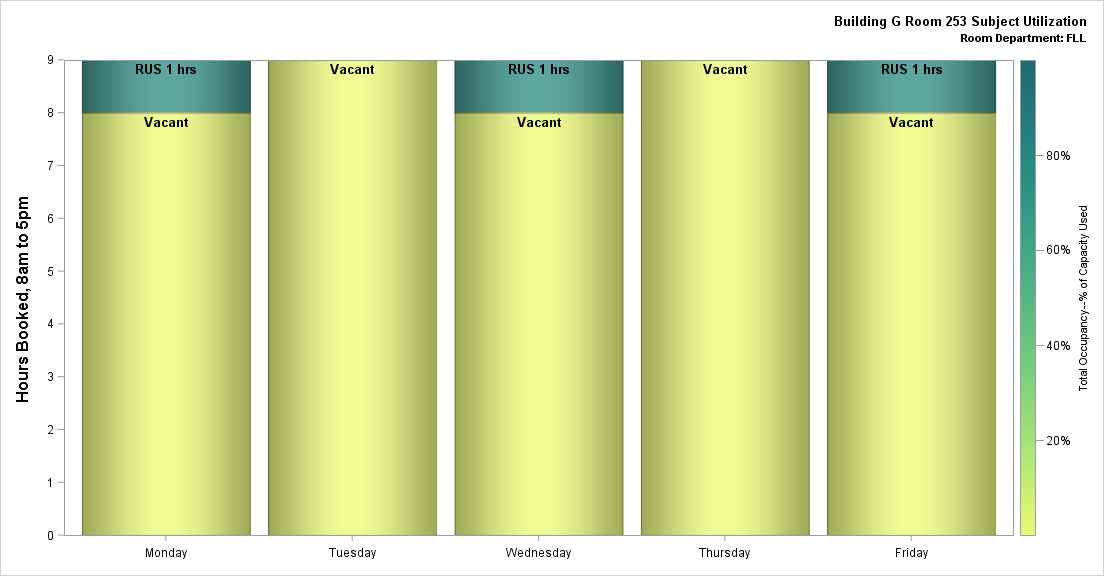 Building G Room 253 Subject Utilization
Room Department: FLL
Hours Booked, 8am to 5pm
9
8
7
6
5
4
3
2
1
0
RUS 1 hrs
Vacant
Vacant
RUS 1 hrs
Vacant
Vacant
RUS 1 hrs
Vacant
Monday
Tuesday
Wednesday
Thursday
Friday
80%
60%
40%
20%
Total Occupancy--% of Capacity Used